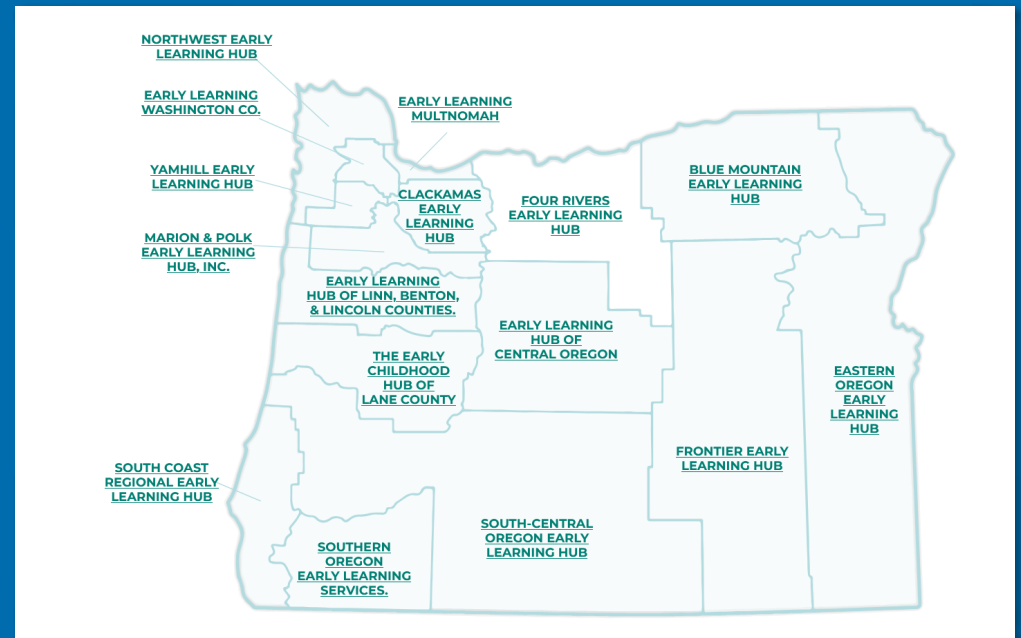 NORTHWEST EARLY
LEARNING HUB
EARLY LEARNING
WASHINGTON CO.
EARLY LEARNING
MULTNOMAH
YAMHILL EARLY
LEARNING HUB
CLACKAMAS
EARLY
LEARNING
HUB
FOUR RIVERS
EARLY LEARNING
HUB
BLUE MOUNTAIN
EARLY LEARNING
HUB
MARION & POLK
EARLY LEARNING
HUB, INC.
EARLY LEARNING
HUB OF LINN, BENTON,
& LINCOLN COUNTIES.
EARLY LEARNING
HUB OF
CENTRAL OREGON
THE EARLY
CHILDHOOD
HUB OF
LANE COUNTY
EASTERN
OREGON
EARLY
LEARNING
HUB
FRONTIER EARLY
LEARNING HUB
SOUTH COAST
REGIONAL EARLY
LEARNING HUB
SOUTH-CENTRAL
OREGON EARLY
LEARNING HUB
SOUTHERN
OREGON
EARLY LEARNING
SERVICES.